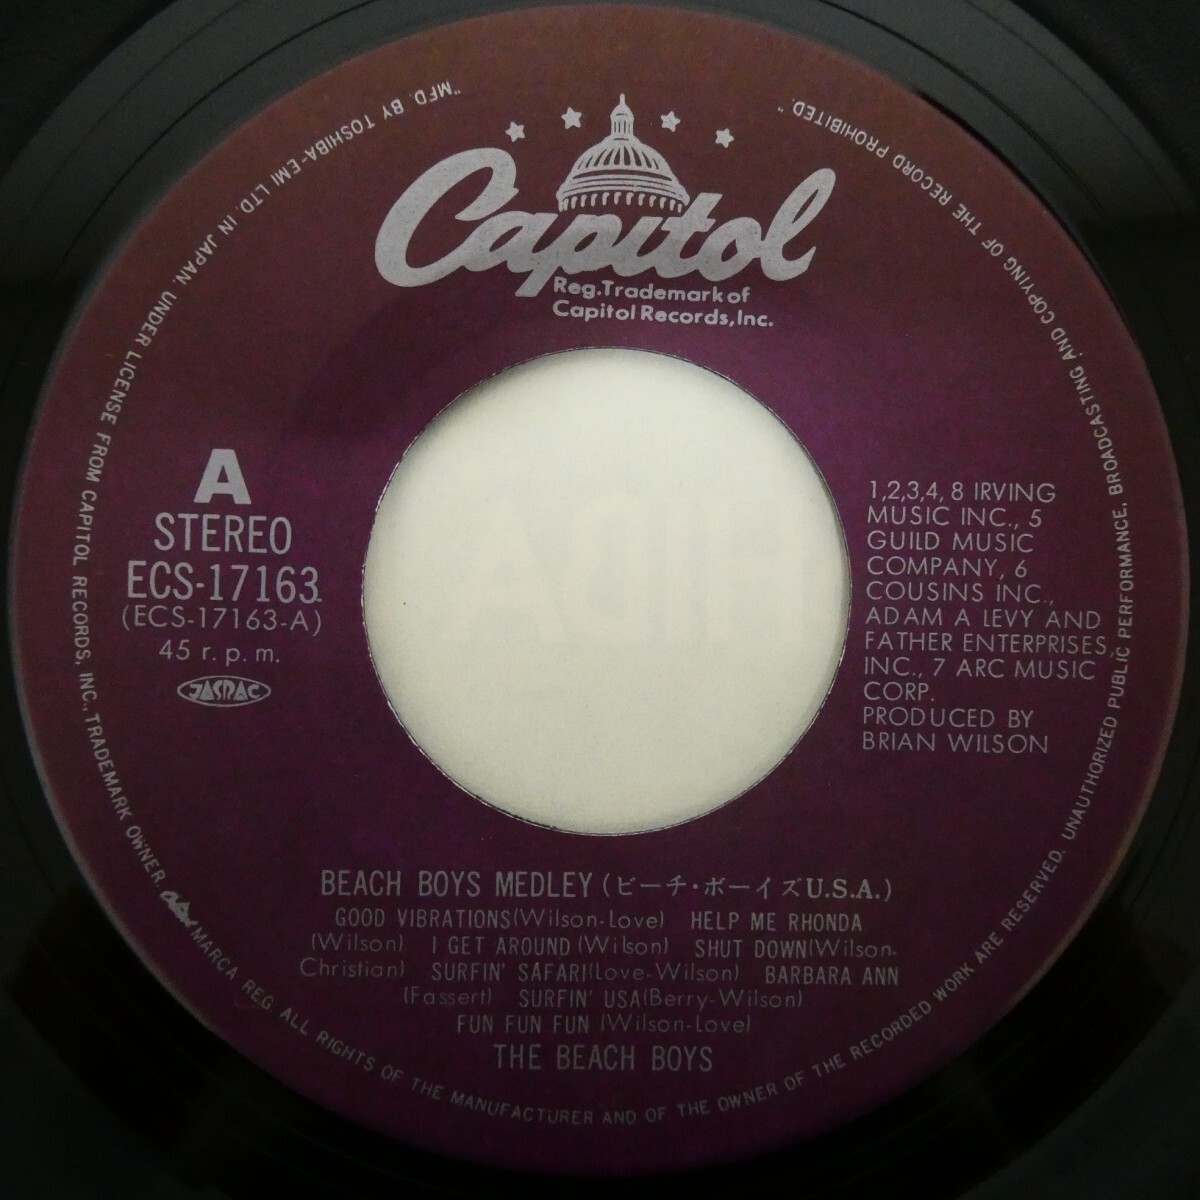 Capitol
Reg.Trademark of
Capitol Records,Inc.
A
STEREO
ECS-17163
(ECS-17163-A)
45 r.p.m.
JASRAC
1,2,3,4, 8 IRVING
MUSIC INC., 5
GUILD MUSIC
COMPANY, 6
COUSINS INC.,
ADAM A LEVY AND
FATHER ENTERPRISES,
INC., 7 ARC MUSIC
CORP.
PRODUCED BY
BRIAN WILSON
BEACH BOYS MEDLEY(ビーチ・ボーイズU.S.A.)
GOOD VIBRATIONS(Wilson-Love) HELP ME RHONDA
(Wilson) I GET AROUND (Wilson) SHUT DOWN(Wilson-
Christian) SURFIN' SAFARI(Love-Wilson) BARBARA ANN
(Fassert) SURFIN' USA(Berry-Wilson)
FUN FUN FUN (Wilson-Love)
THE BEACH BOYS
"MFD. BY TOSHIBA-EMI LTD. IN JAPAN. UNDER LICENSE FROM CAPITOL RECORDS, INC., TRADEMARK OWNER. Capitol MARCA REG. ALL RIGHTS OF THE MANUFACTURER AND OF THE OWNER OF THE RECORDED WORK ARE RESERVED. UNAUTHORIZED PUBLIC PERFORMANCE, BROADCASTING AND COPYING OF THE RECORD PROHIBITED."